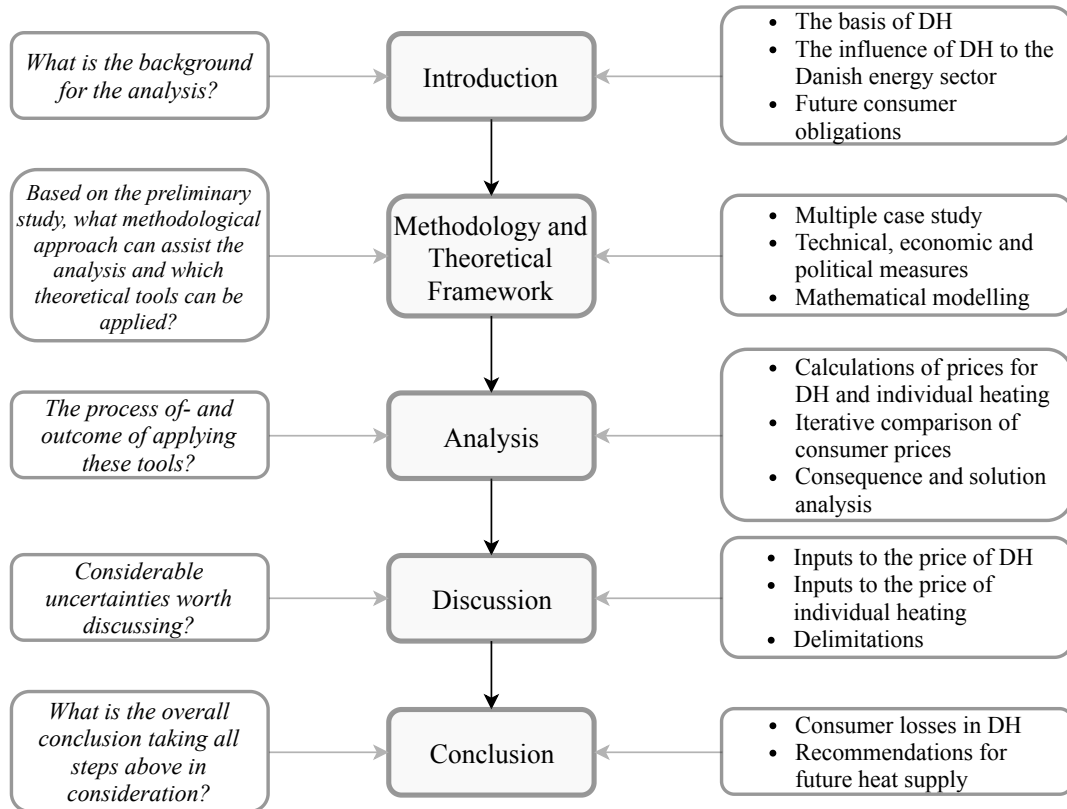 What is the background
for the analysis?
Introduction
• The basis of DH
• The influence of DH to the
Danish energy sector
• Future consumer
obligations
Based on the preliminary
study, what methodological
approach can assist the
analysis and which
theoretical tools can be
applied?
Methodology and
Theoretical
Framework
• Multiple case study
• Technical, economic and
political measures
• Mathematical modelling
The process of- and
outcome of applying
these tools?
Analysis
• Calculations of prices for
DH and individual heating
• Iterative comparison of
consumer prices
• Consequence and solution
analysis
Considerable
uncertainties worth
discussing?
Discussion
• Inputs to the price of DH
• Inputs to the price of
individual heating
• Delimitations
What is the overall
conclusion taking all
steps above in
consideration?
Conclusion
• Consumer losses in DH
• Recommendations for
future heat supply